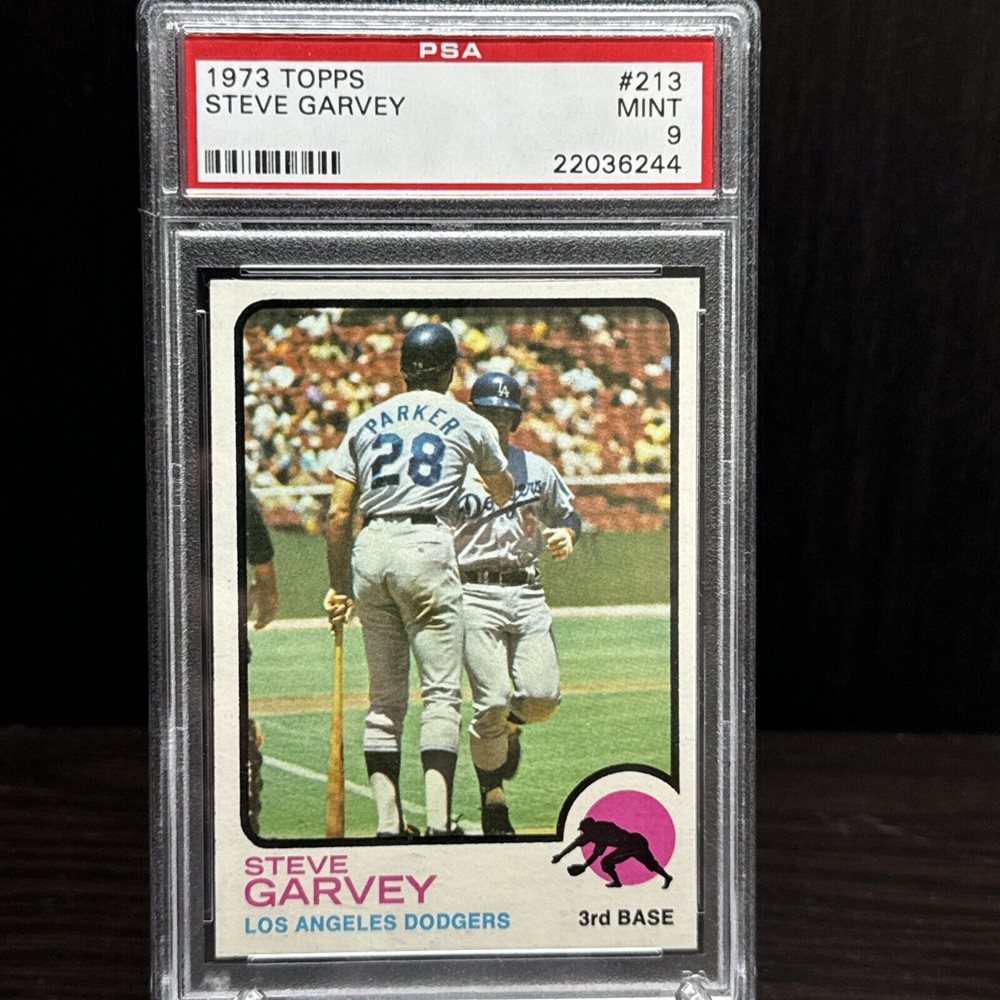 PSA
1973 TOPPS #213
STEVE GARVEY MINT
9
22036244
PARKER
28
LA
Dodgers
STEVE
GARVEY
LOS ANGELES DODGERS
3rd BASE